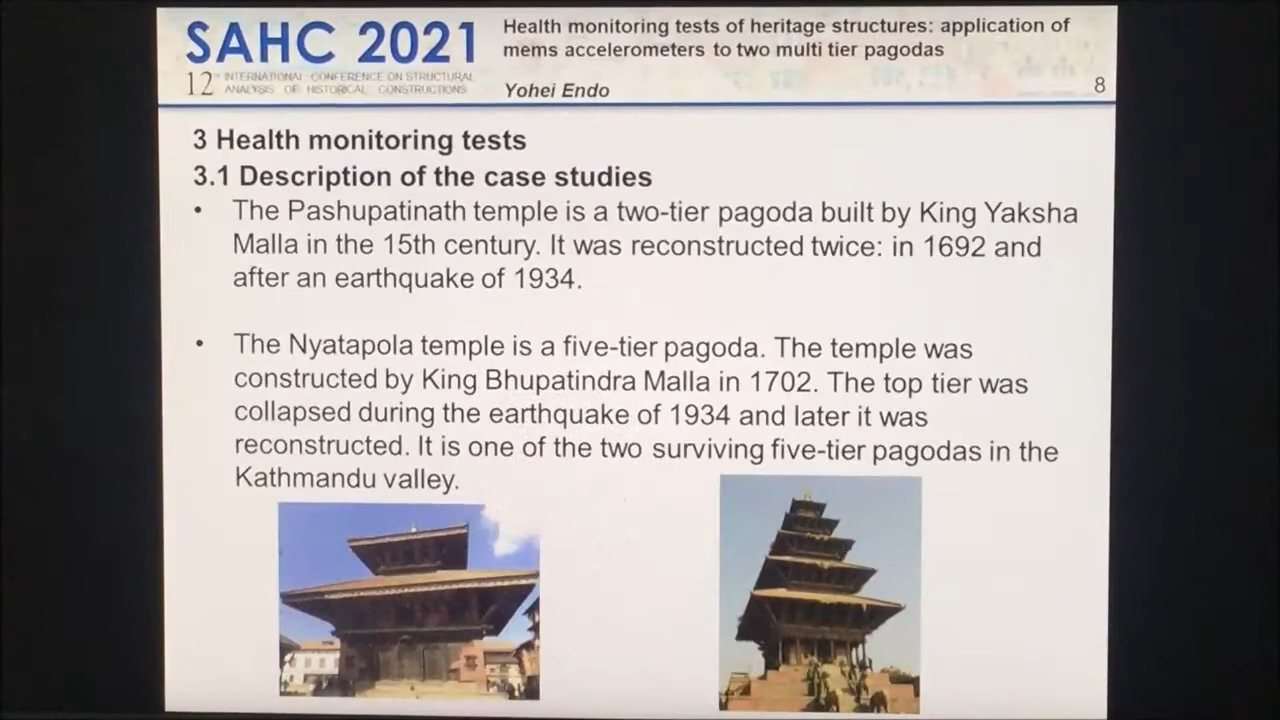 SAHC 2021
12th INTERNATIONAL CONFERENCE ON STRUCTURAL
ANALYSIS OF HISTORICAL CONSTRUCTIONS
Health monitoring tests of heritage structures: application of
mems accelerometers to two multi tier pagodas
Yohei Endo
8
3 Health monitoring tests
3.1 Description of the case studies
• The Pashupatinath temple is a two-tier pagoda built by King Yaksha
Malla in the 15th century. It was reconstructed twice: in 1692 and
after an earthquake of 1934.
• The Nyatapola temple is a five-tier pagoda. The temple was
constructed by King Bhupatindra Malla in 1702. The top tier was
collapsed during the earthquake of 1934 and later it was
reconstructed. It is one of the two surviving five-tier pagodas in the
Kathmandu valley.